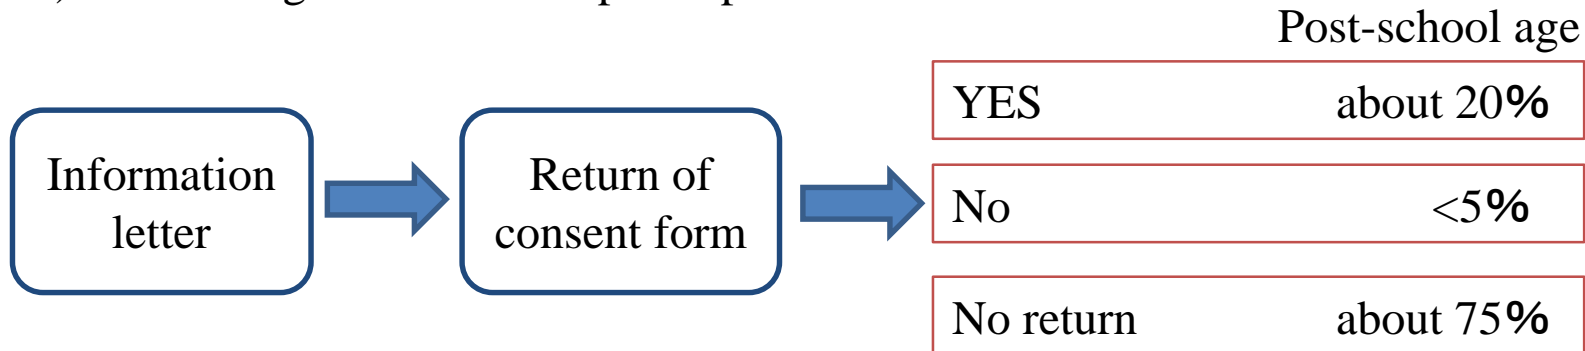 Post-school age
Information
letter
Return of
consent form
YES about 20%
No <5%
No return about 75%